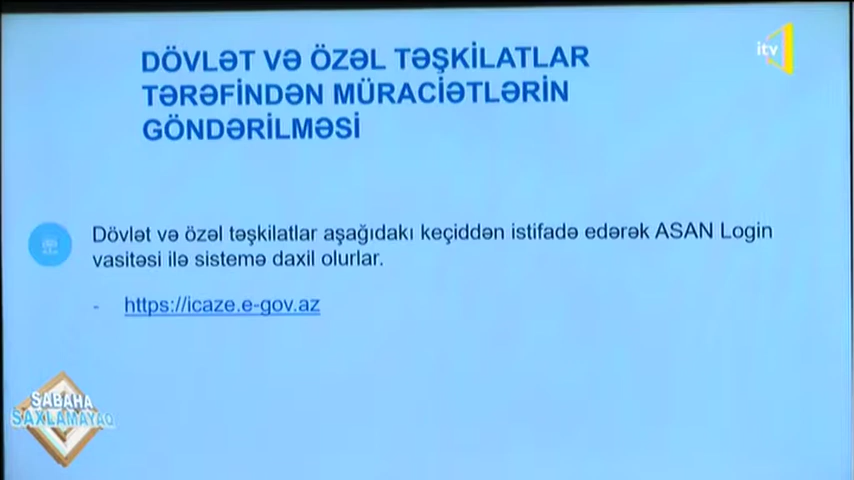 DÖVLƏT VƏ ÖZƏL TƏŞKİLATLAR
TƏRƏFİNDƏN MÜRACİƏTLƏRİN
GÖNDƏRİLMƏSİ
itv
Dövlət və özəl təşkilatlar aşağıdakı keçiddən istifadə edərək ASAN Login
vasitəsi ilə sistemə daxil olurlar.
- https://icaze.e-gov.az
SABAHA
SAXLAMAYAQ